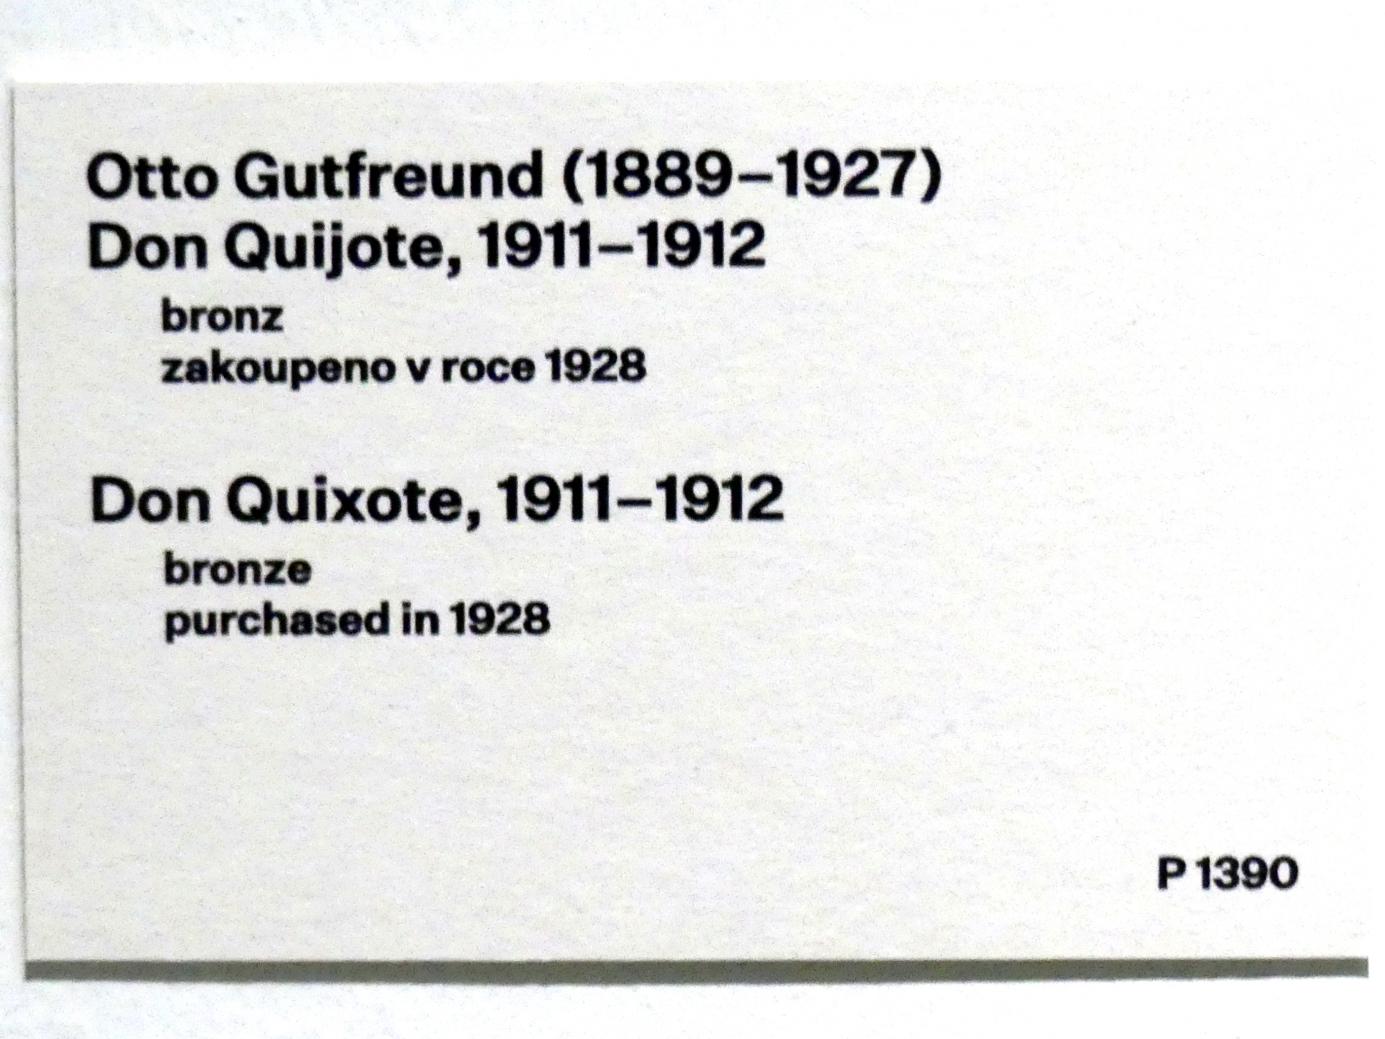 Otto Gutfreund (1889–1927)
Don Quijote, 1911–1912
bronz
zakoupeno v roce 1928
Don Quixote, 1911–1912
bronze
purchased in 1928
P 1390